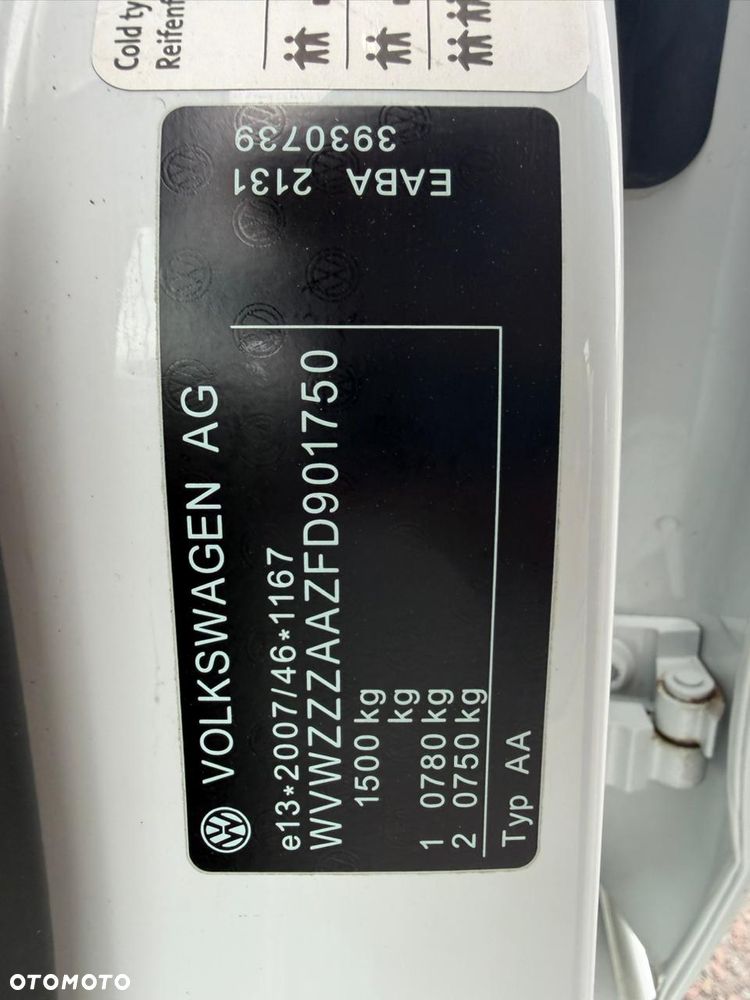 Cold ty
Reifenf
VOLKSWAGEN AG
e13*2007/46*1167
WVWZZZAAZFD901750
1500 kg
kg
1 0780 kg
2 0750 kg
Typ AA
EABA 2131
3930739
OTOMOTO